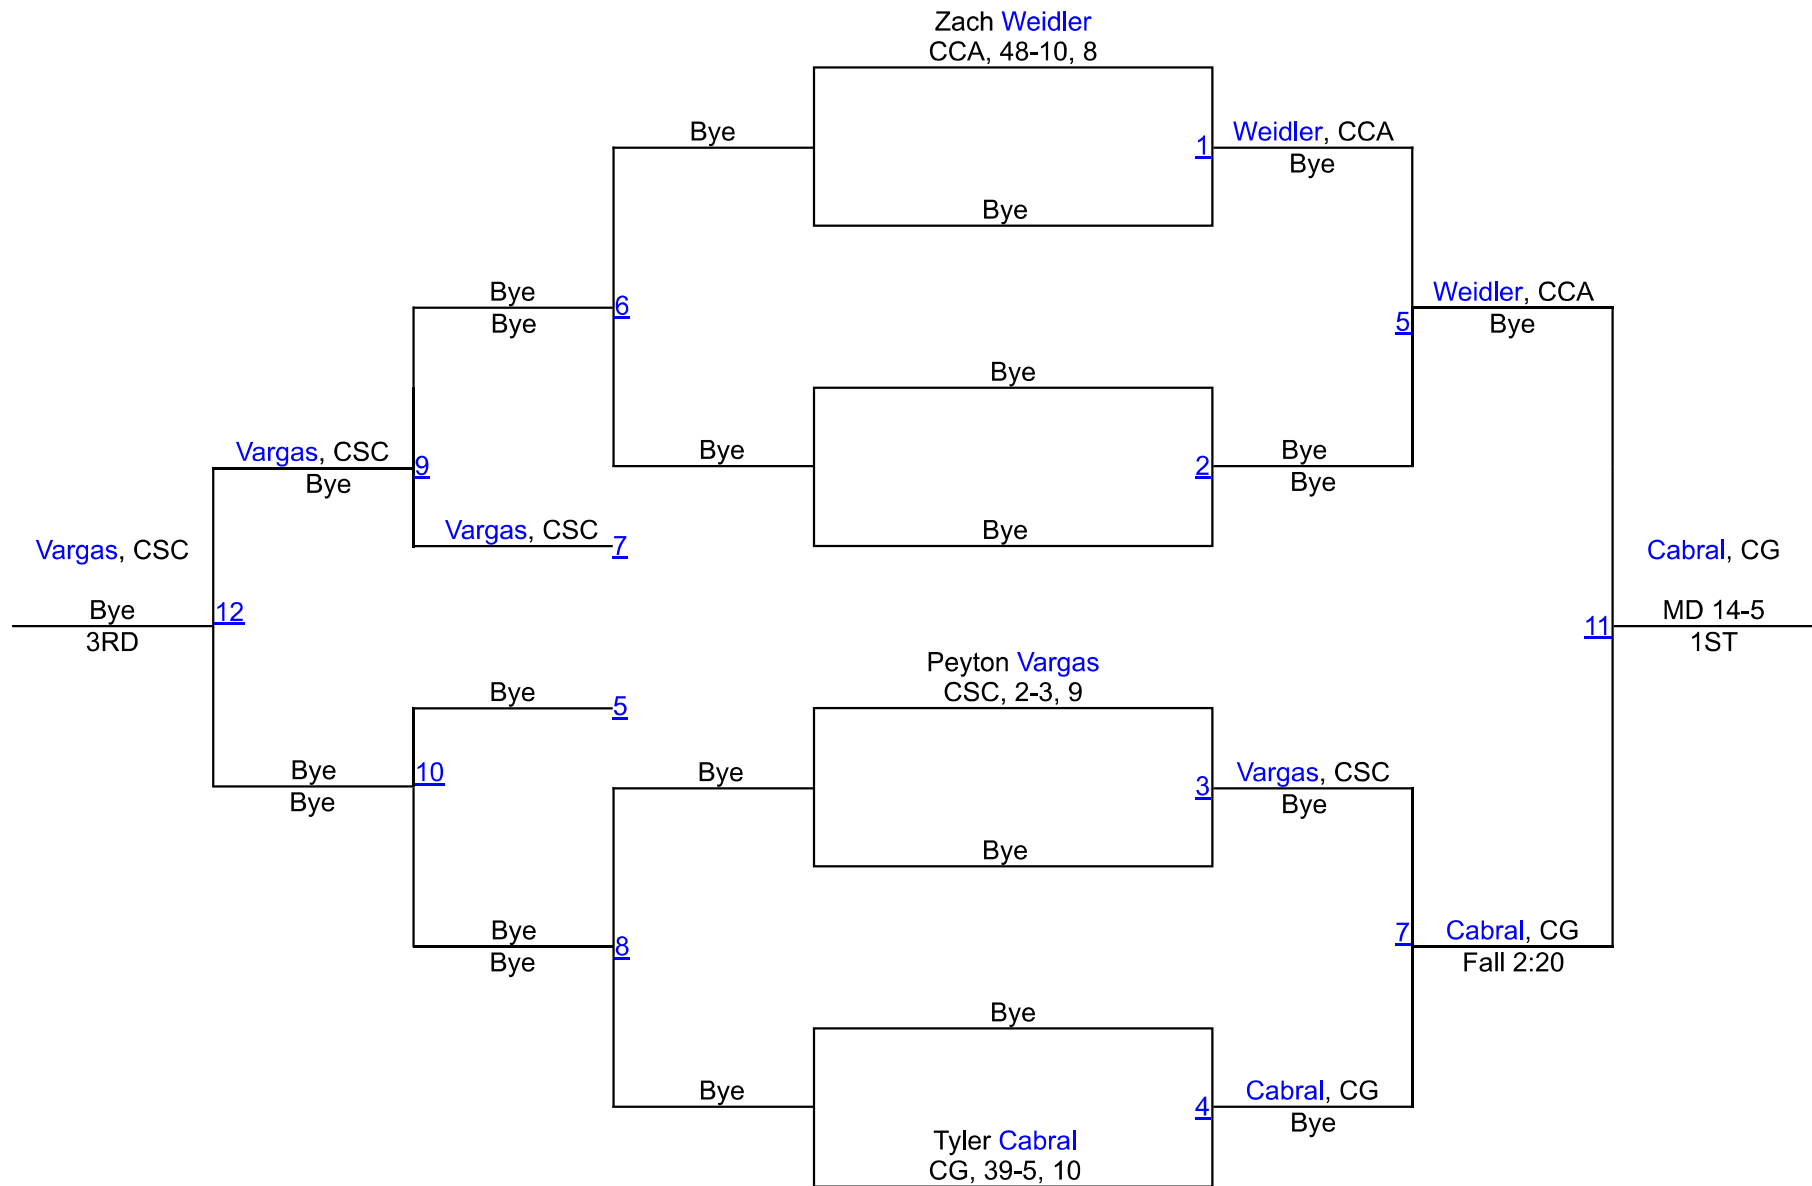 Zach Weidler
CCA, 48-10, 8
Bye
1
Weidler, CCA
Bye
Bye
Bye
6
Bye
5
Weidler, CCA
Bye
Bye
Vargas, CSC
9
Bye
Bye
2
Bye
Bye
Vargas, CSC
7
Bye
Vargas, CSC
Cabral, CG
Bye
12
3RD
11
MD 14-5
1ST
Peyton Vargas
CSC, 2-3, 9
Bye
5
Bye
10
Bye
Bye
3
Vargas, CSC
Bye
Bye
Bye
8
Bye
7
Cabral, CG
Fall 2:20
Bye
Bye
4
Cabral, CG
Bye
Tyler Cabral
CG, 39-5, 10